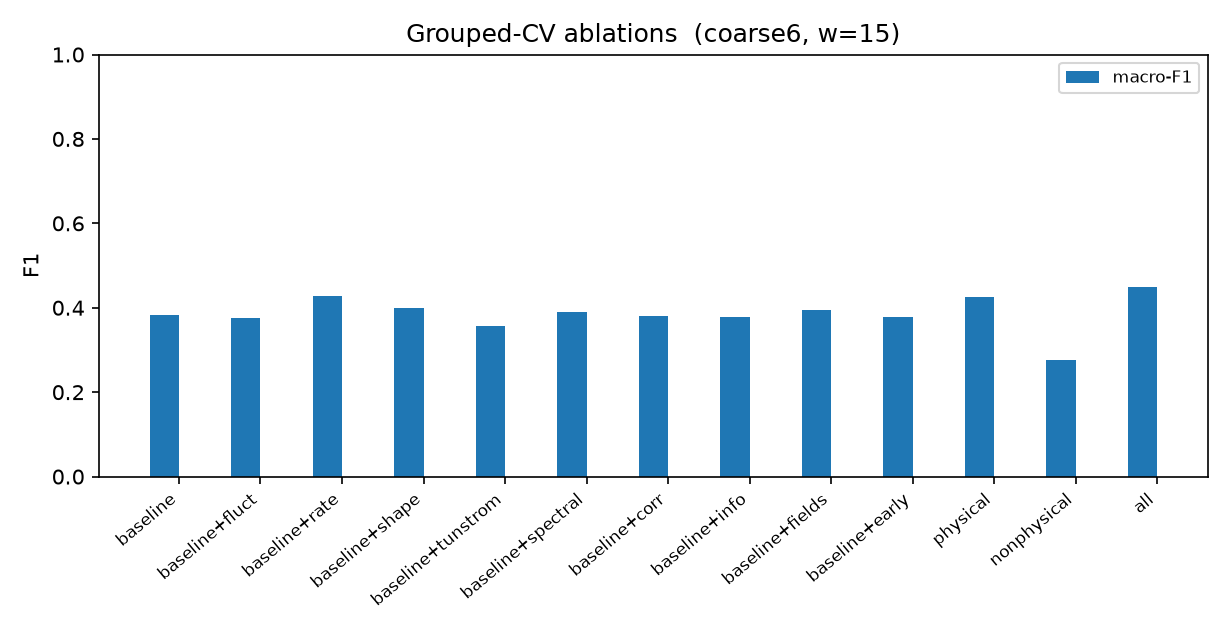 Grouped-CV ablations  (coarse6, w=15)
macro-F1
F1
1.0
0.8
0.6
0.4
0.2
0.0
baseline
baseline+fluct
baseline+rate
baseline+shape
baseline+tunstrom
baseline+spectral
baseline+corr
baseline+info
baseline+fields
baseline+early
physical
nonphysical
all